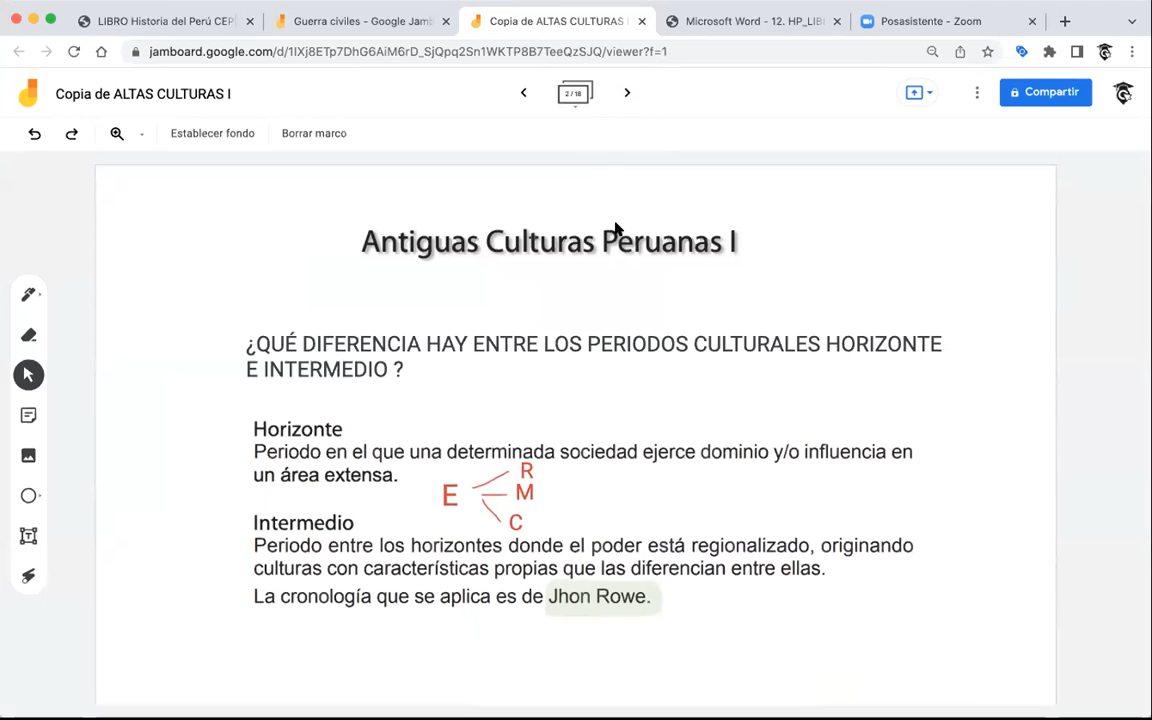 LIBRO Historia del Perú CEP
Guerra civiles - Google Jamb
Copia de ALTAS CULTURAS I
Microsoft Word - 12. HP_LIB
Posasistente - Zoom
jamboard.google.com/d/1IXj8ETp7DhG6AiM6rD_SjQpq2Sn1WKTP8B7TeeQzSJQ/viewer?f=1
Copia de ALTAS CULTURAS I
2 / 18
Compartir
Establecer fondo
Borrar marco
Antiguas Culturas Peruanas I
¿QUÉ DIFERENCIA HAY ENTRE LOS PERIODOS CULTURALES HORIZONTE
E INTERMEDIO ?
Horizonte
Periodo en el que una determinada sociedad ejerce dominio y/o influencia en
un área extensa.
R
E
M
C
Intermedio
Periodo entre los horizontes donde el poder está regionalizado, originando
culturas con características propias que las diferencian entre ellas.
La cronología que se aplica es de Jhon Rowe.